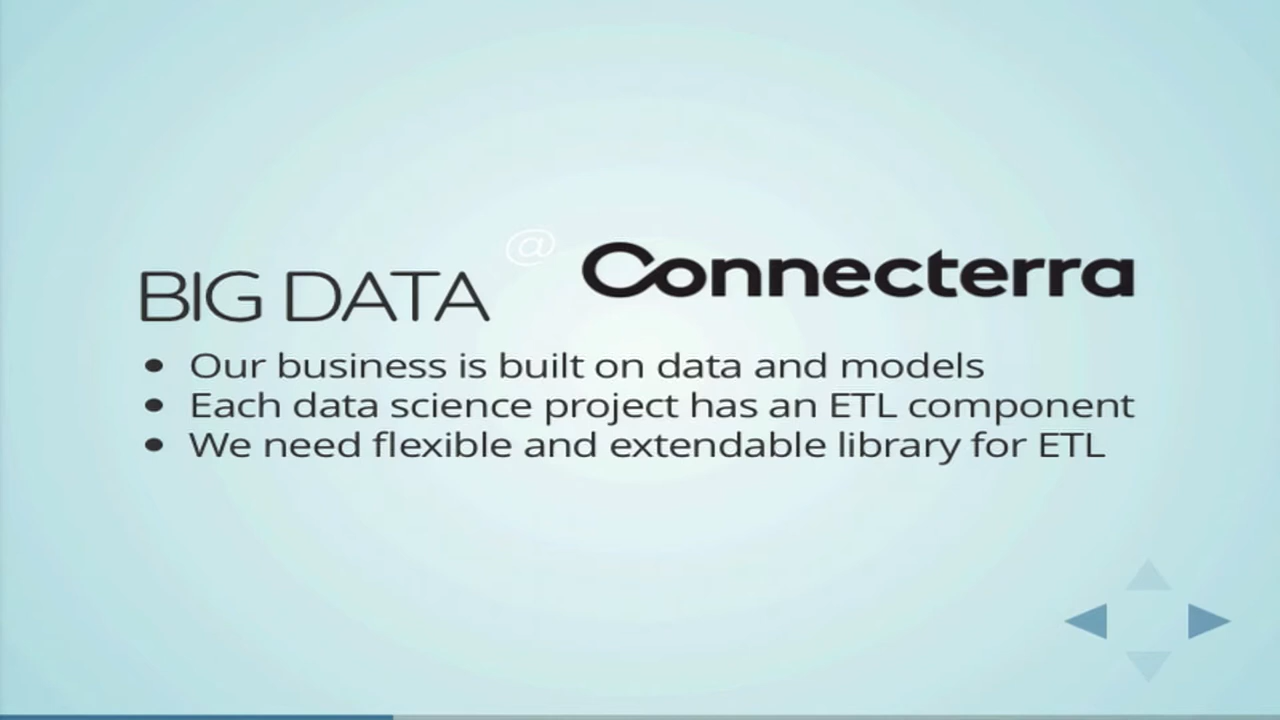 BIG DATA @ Connecterra
Our business is built on data and models
Each data science project has an ETL component
We need flexible and extendable library for ETL